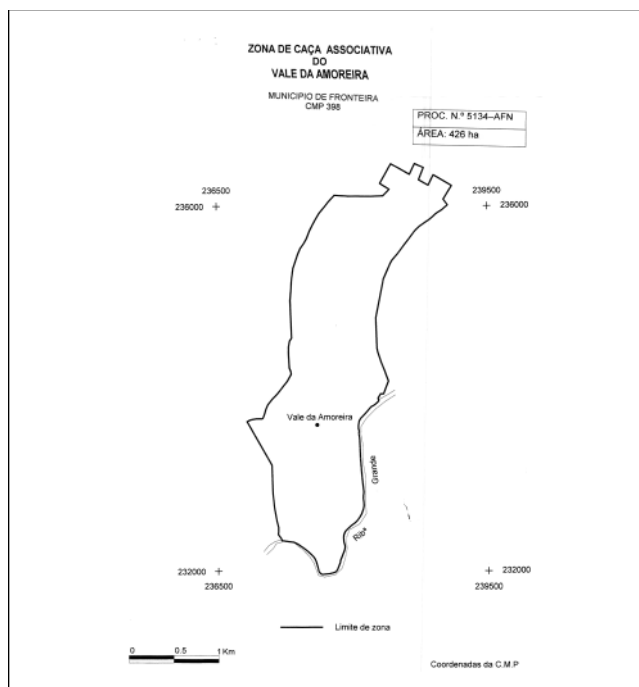 ZONA DE CAÇA ASSOCIATIVA
DO
VALE DA AMOREIRA
MUNICIPIO DE FRONTEIRA
CMP 398
PROC. N.º 5134–AFN
ÁREA: 426 ha
236500
236000
239500
236000
Vale da Amoreira
Grande
Ribª
232000
236500
232000
239500
Limite de zona
0 0.5 1 Km
Coordenadas da C.M.P